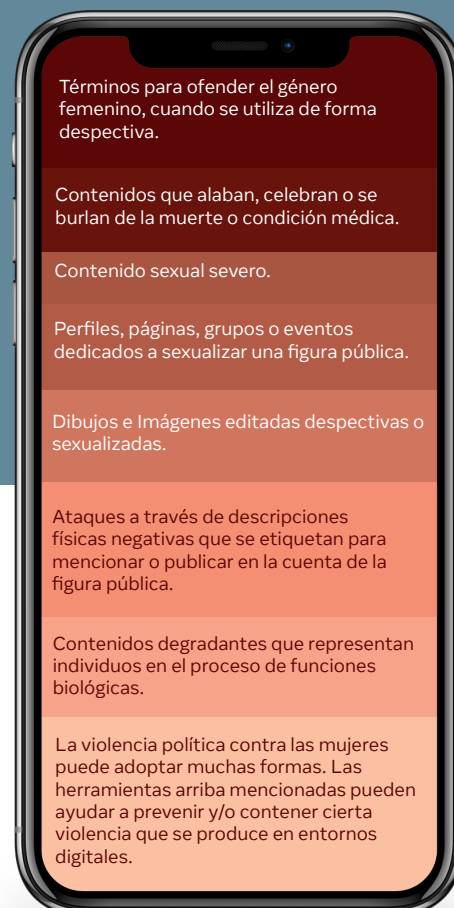 Términos para ofender el género
femenino, cuando se utiliza de forma
despectiva.
Contenidos que alaban, celebran o se
burlan de la muerte o condición médica.
Contenido sexual severo.
Perfiles, páginas, grupos o eventos
dedicados a sexualizar una figura pública.
Dibujos e Imágenes editadas despectivas o
sexualizadas.
Ataques a través de descripciones
físicas negativas que se etiquetan para
mencionar o publicar en la cuenta de la
figura pública.
Contenidos degradantes que representan
individuos en el proceso de funciones
biológicas.
La violencia política contra las mujeres
puede adoptar muchas formas. Las
herramientas arriba mencionadas pueden
ayudar a prevenir y/o contener cierta
violencia que se produce en entornos
digitales.